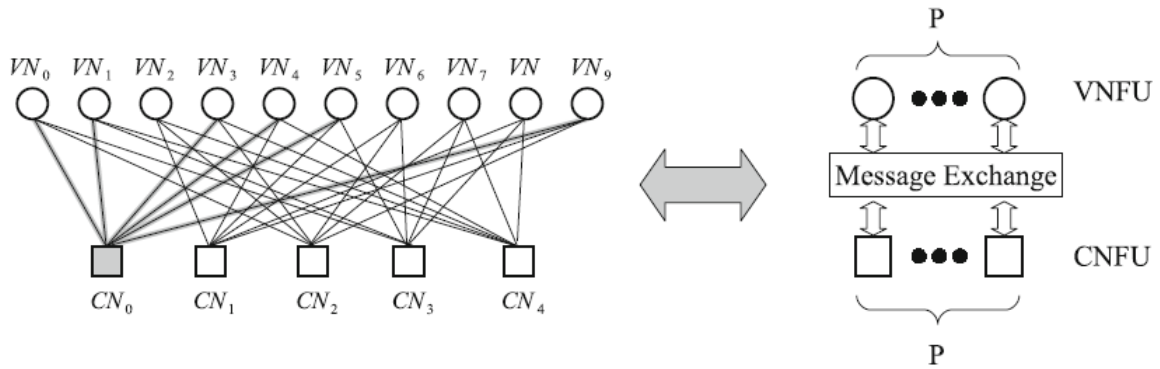 P
VN₀ VN₁ VN₂ VN₃ VN₄ VN₅ VN₆ VN₇ VN VN₉
VNFU
Message Exchange
CNFU
CN₀ CN₁ CN₂ CN₃ CN₄
P